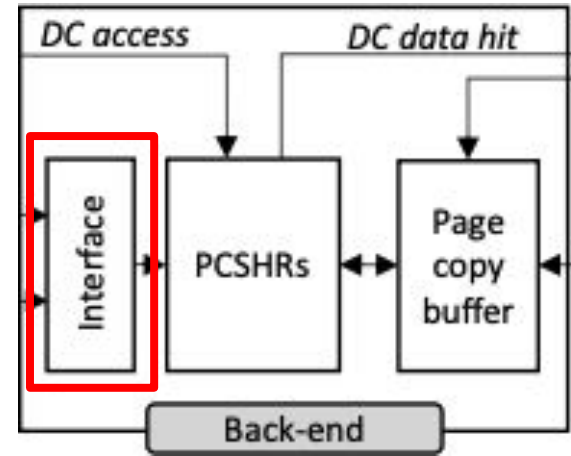 DC access
DC data hit
Interface
PCSHRs
Page
copy
buffer
Back-end